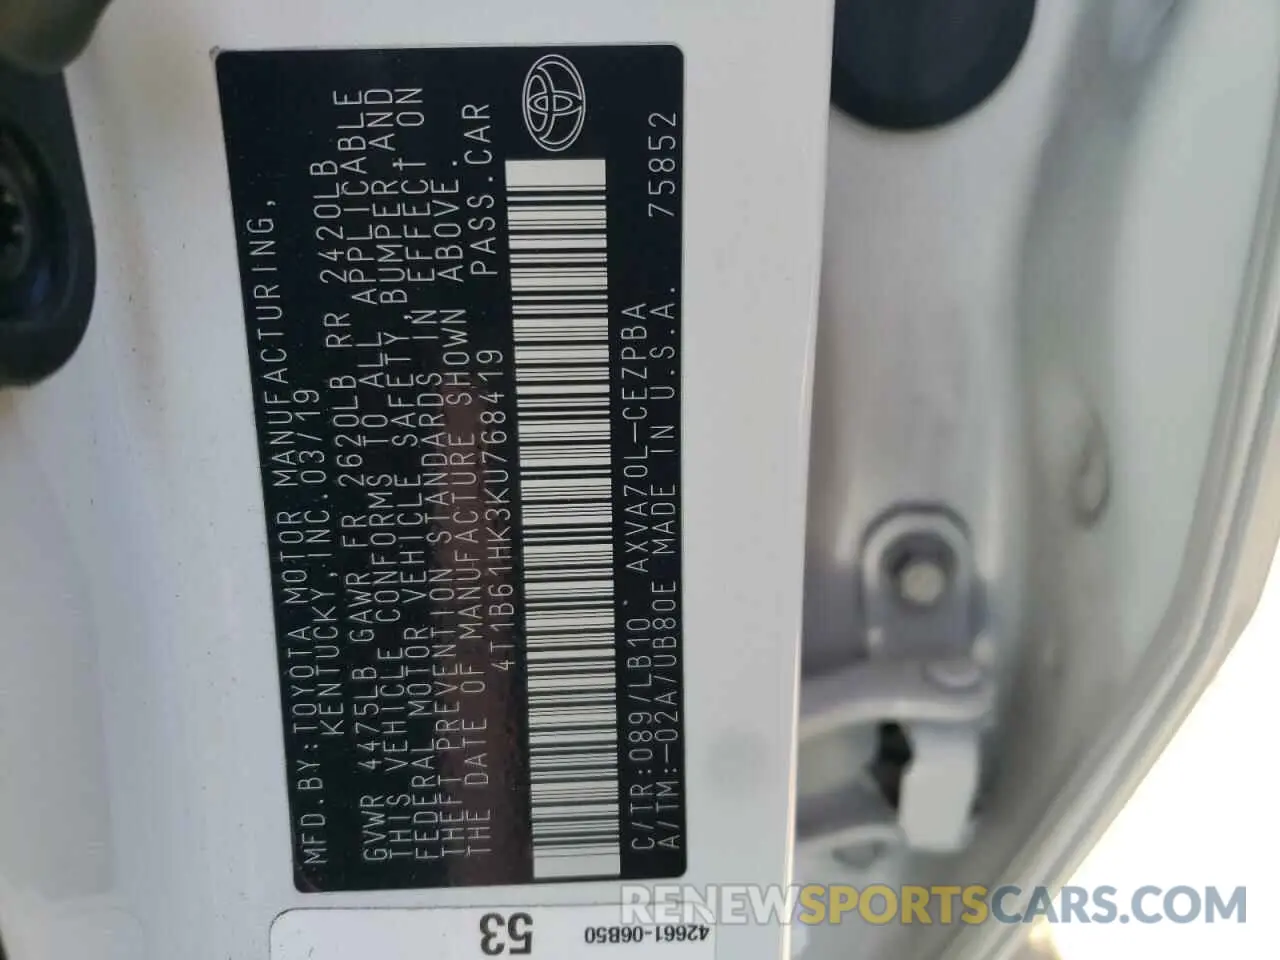 MFD.BY:TOYOTA MOTOR MANUFACTURING,
KENTUCKY,INC.03/19
GVWR 4475LB GAWR FR 2620LB RR 2420LB
THIS VEHICLE CONFORMS TO ALL APPLICABLE
FEDERAL MOTOR VEHICLE SAFETY,BUMPER,AND
THEFT PREVENTION STANDARDS IN EFFECT ON
THE DATE OF MANUFACTURE SHOWN ABOVE.
4T1B61HK3KU768419 PASS.CAR
C/TR:089/LB10 AXVA70L-CEZPBA 75852
A/TM:-02A/UB80E MADE IN U.S.A.
53
42661-06B50
RENEWSPORTSCARS.COM